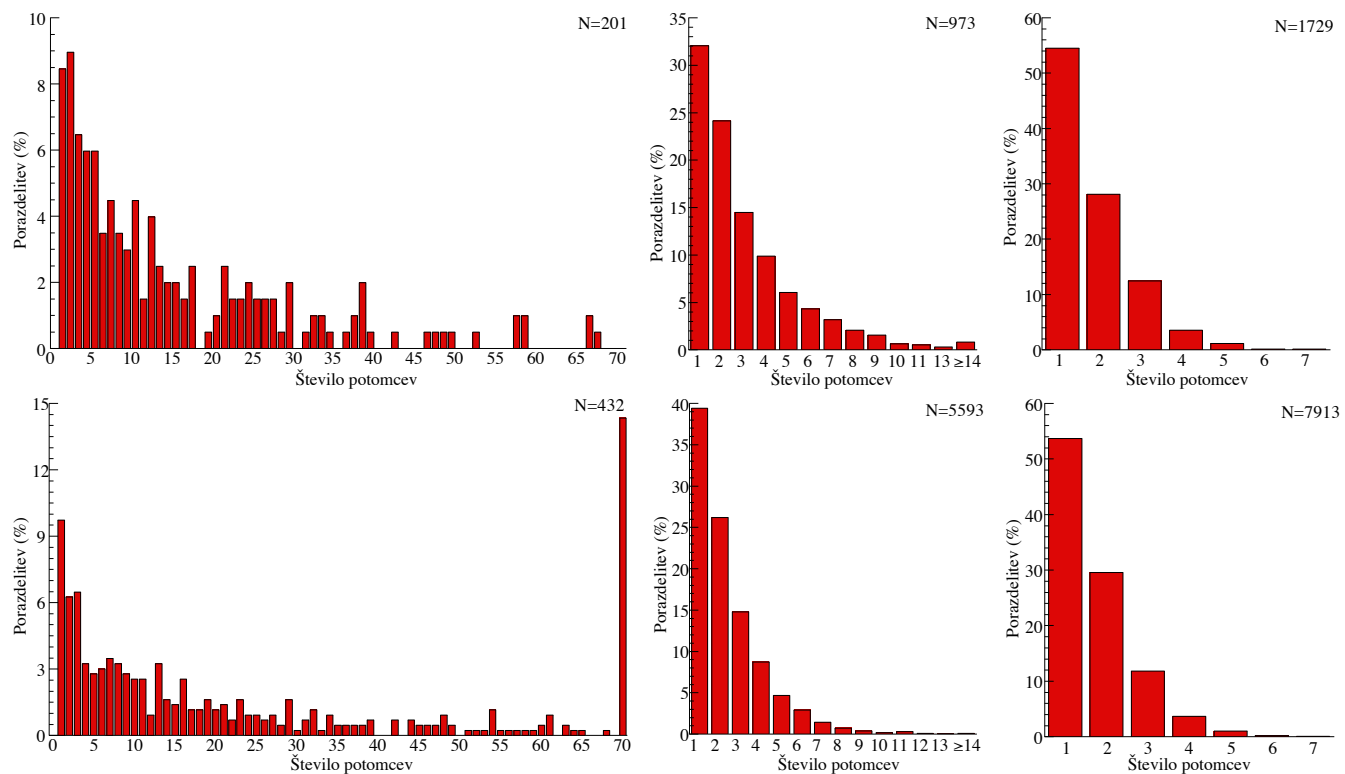 N=201
10
8
6
4
2
0
Porazdelitev (%)
0 5 10 15 20 25 30 35 40 45 50 55 60 65 70
Število potomcev
N=973
35
30
25
20
15
10
5
0
Porazdelitev (%)
1 2 3 4 5 6 7 8 9 10 11 13 ≥14
Število potomcev
N=1729
60
50
40
30
20
10
0
Porazdelitev (%)
1 2 3 4 5 6 7
Število potomcev
N=432
15
12
9
6
3
0
Porazdelitev (%)
0 5 10 15 20 25 30 35 40 45 50 55 60 65 70
Število potomcev
N=5593
40
35
30
25
20
15
10
5
0
Porazdelitev (%)
1 2 3 4 5 6 7 8 9 10 11 12 13 ≥14
Število potomcev
N=7913
60
50
40
30
20
10
0
Porazdelitev (%)
1 2 3 4 5 6 7
Število potomcev